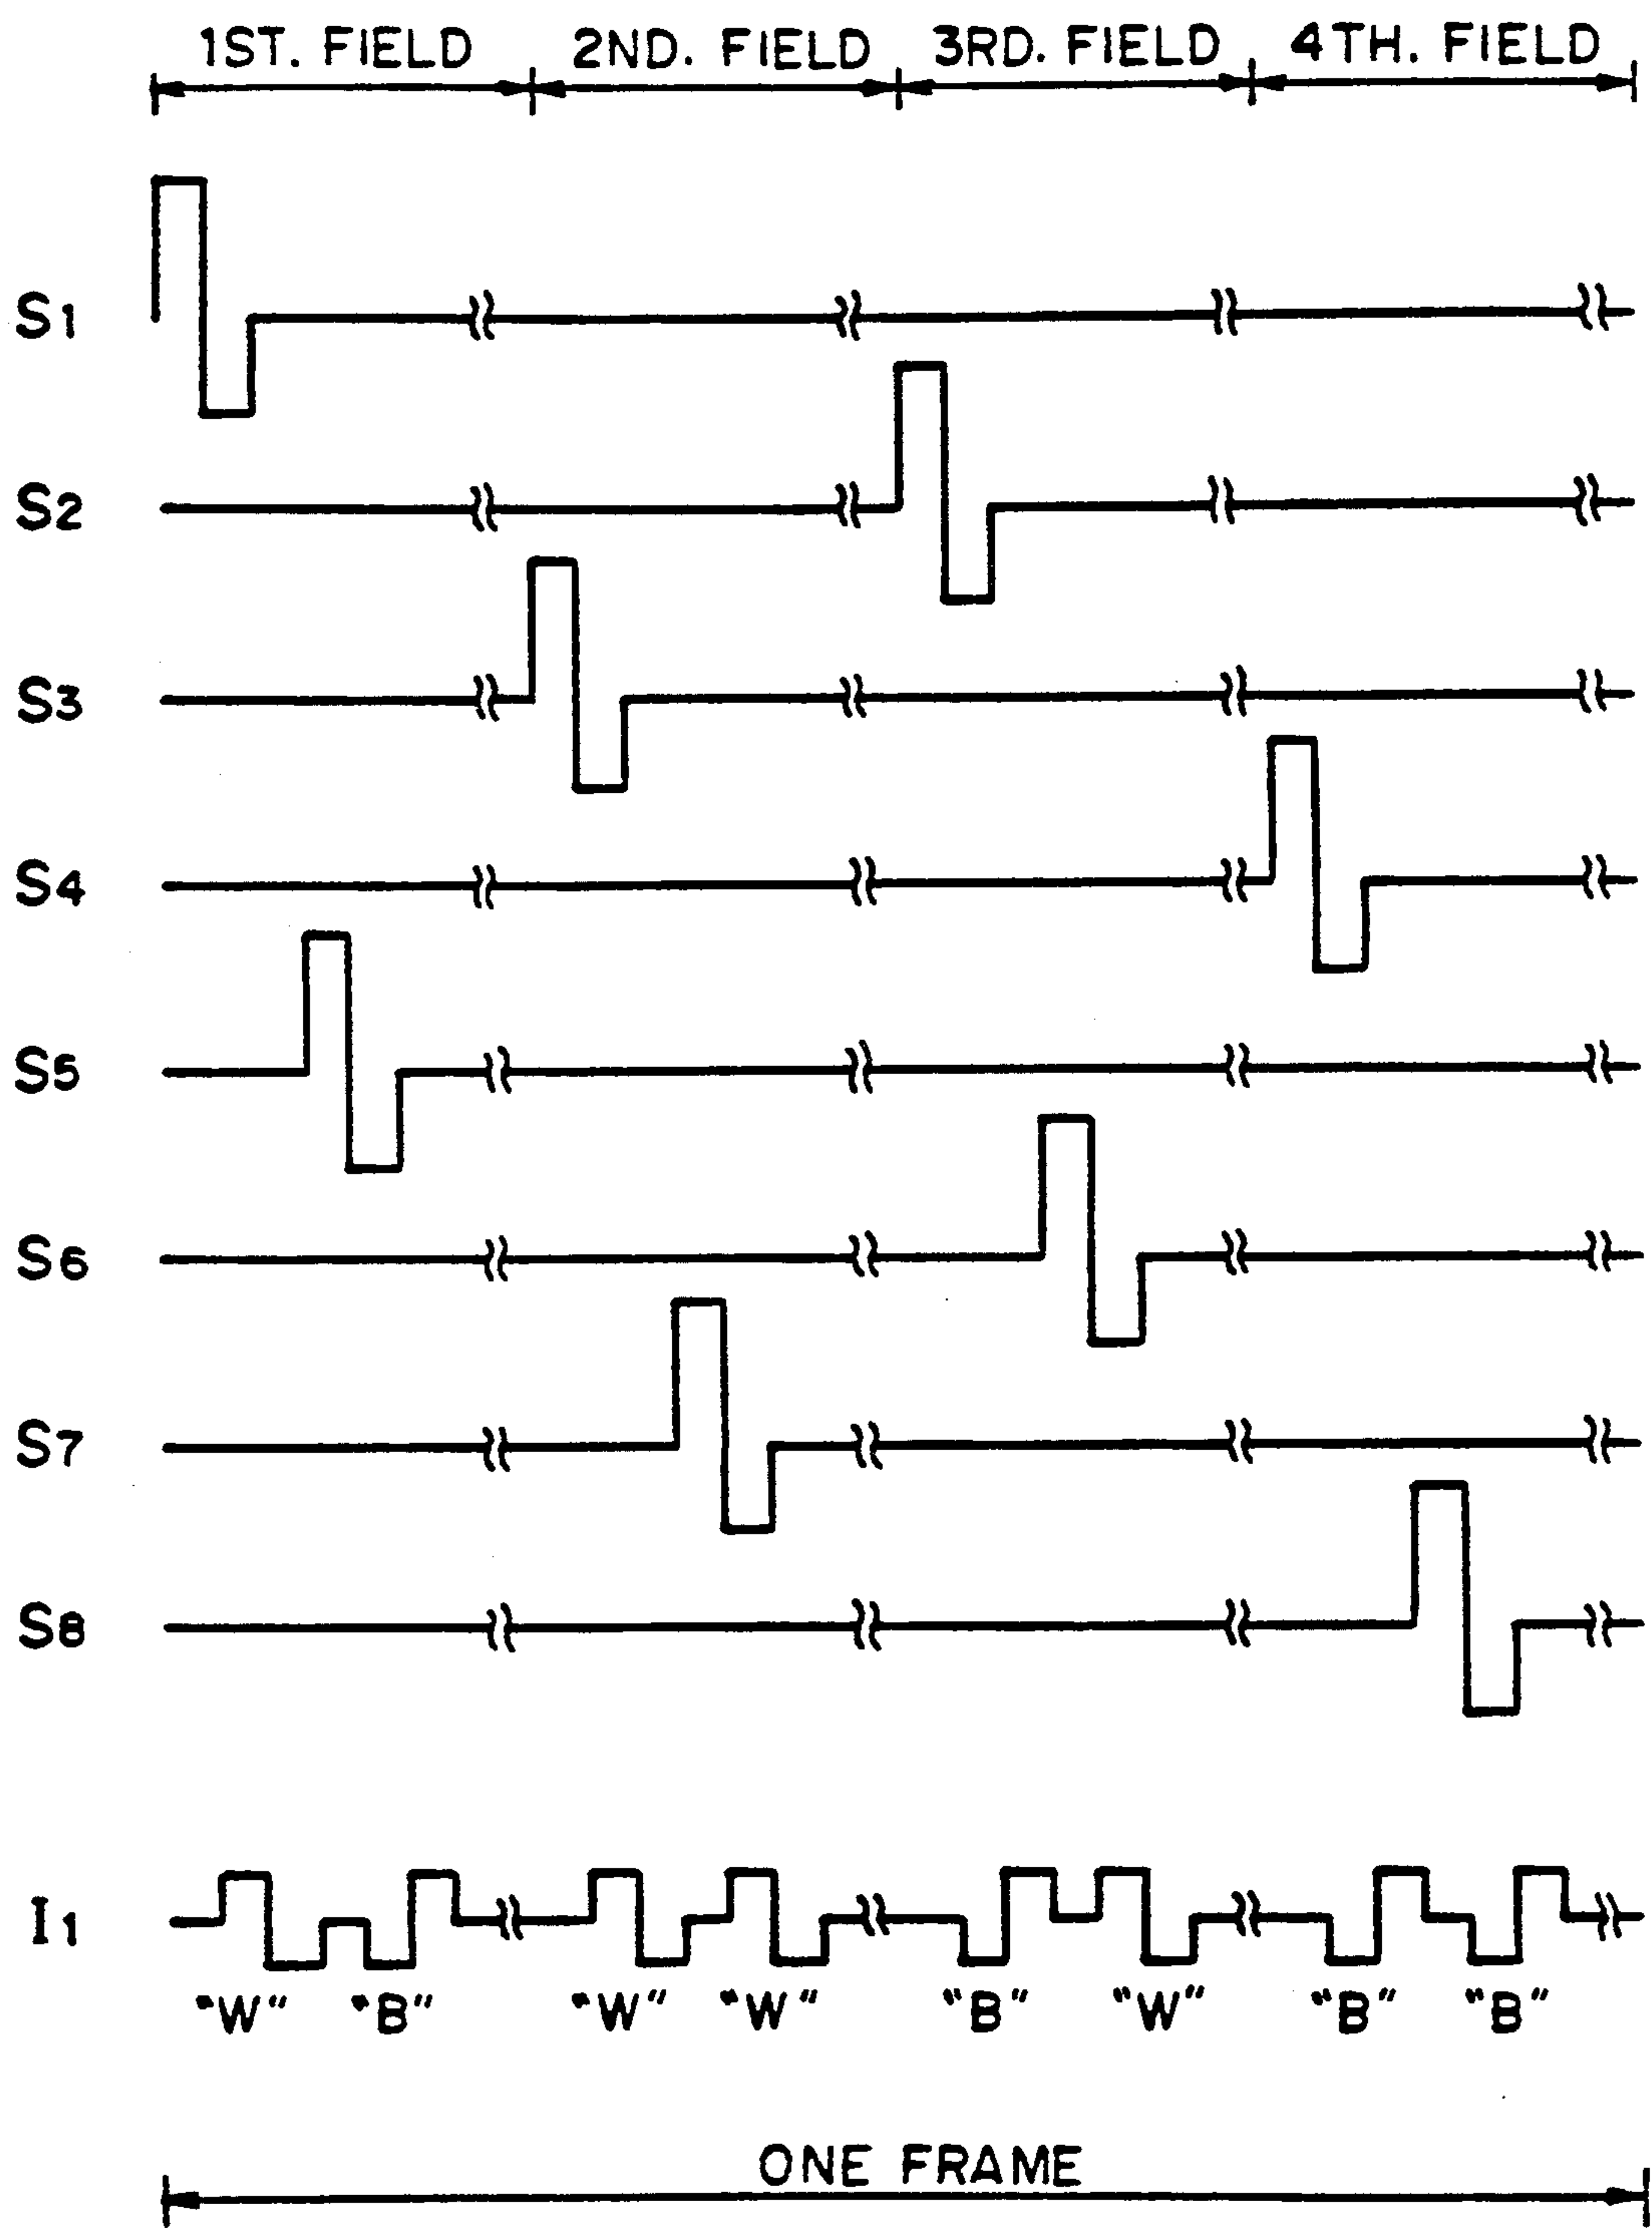 1ST. FIELD 2ND. FIELD 3RD. FIELD 4TH. FIELD
S1
S2
S3
S4
S5
S6
S7
S8
I1
"W" "B" "W" "W" "B" "W" "B" "B"
ONE FRAME